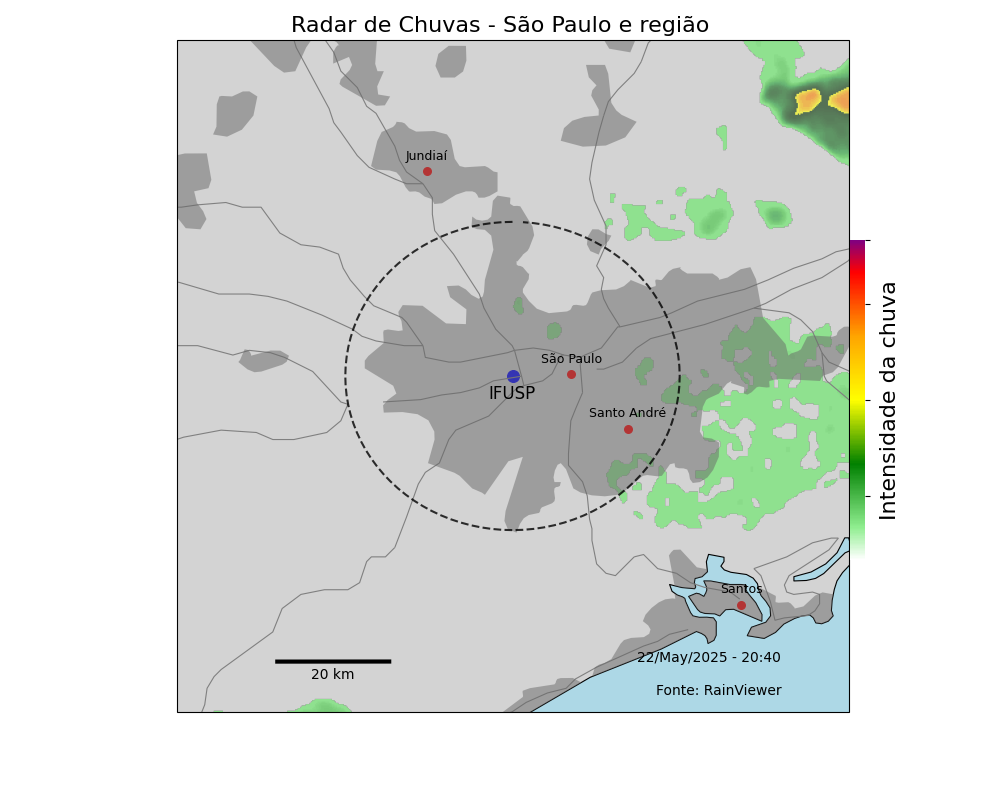 Radar de Chuvas - São Paulo e região
Jundiaí
São Paulo
IFUSP
Santo André
Intensidade da chuva
Santos
22/May/2025 - 20:40
20 km
Fonte: RainViewer